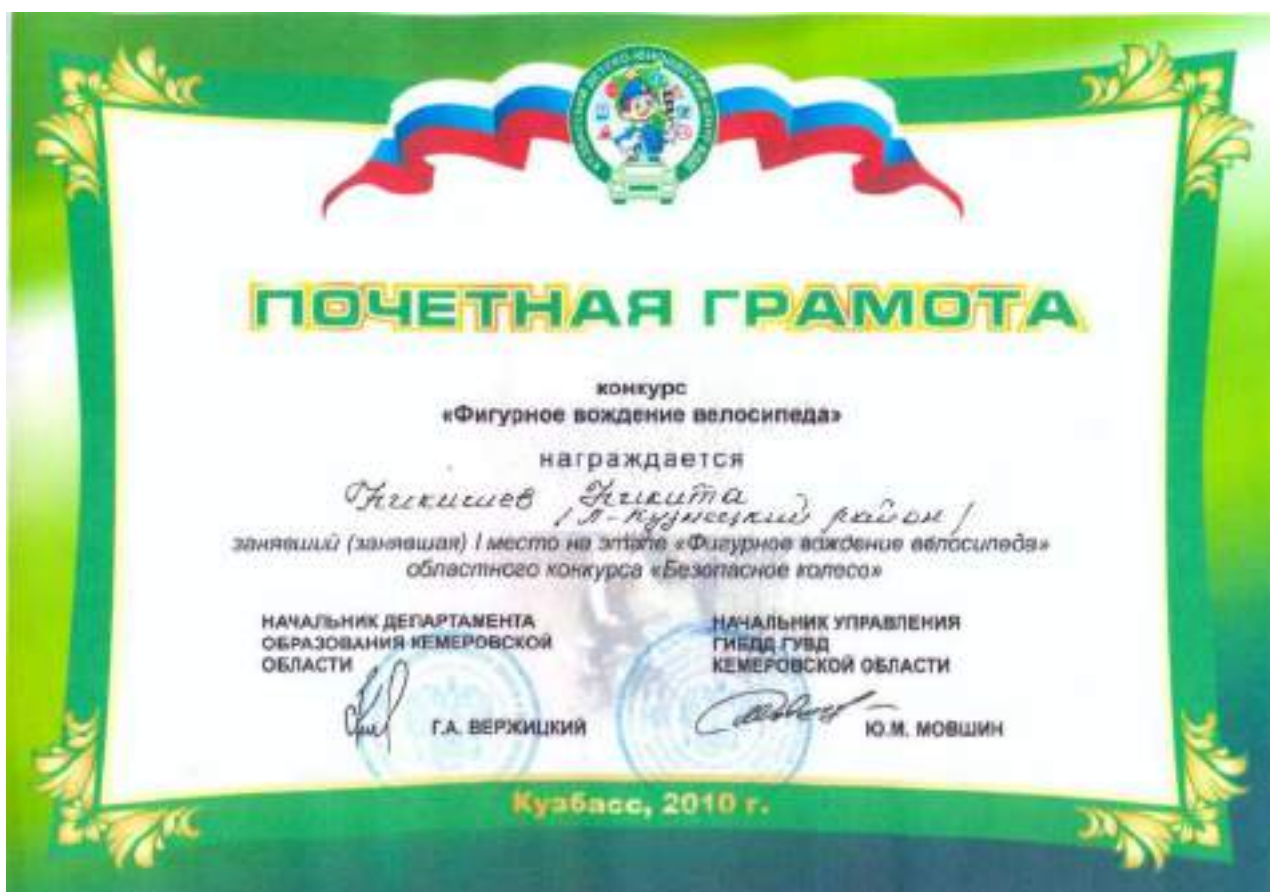 ПОЧЕТНАЯ ГРАМОТА
конкурс
«Фигурное вождение велосипеда»
награждается
Никишев Никита
/Л-Кузнецкий район/
занявший (занявшая) I место на этапе «Фигурное вождение велосипеда»
областного конкурса «Безопасное колесо»
НАЧАЛЬНИК ДЕПАРТАМЕНТА
ОБРАЗОВАНИЯ КЕМЕРОВСКОЙ
ОБЛАСТИ
Г.А. ВЕРЖИЦКИЙ
НАЧАЛЬНИК УПРАВЛЕНИЯ
ГИБДД ГУВД
КЕМЕРОВСКОЙ ОБЛАСТИ
Ю.М. МОВШИН
Кузбасс, 2010 г.